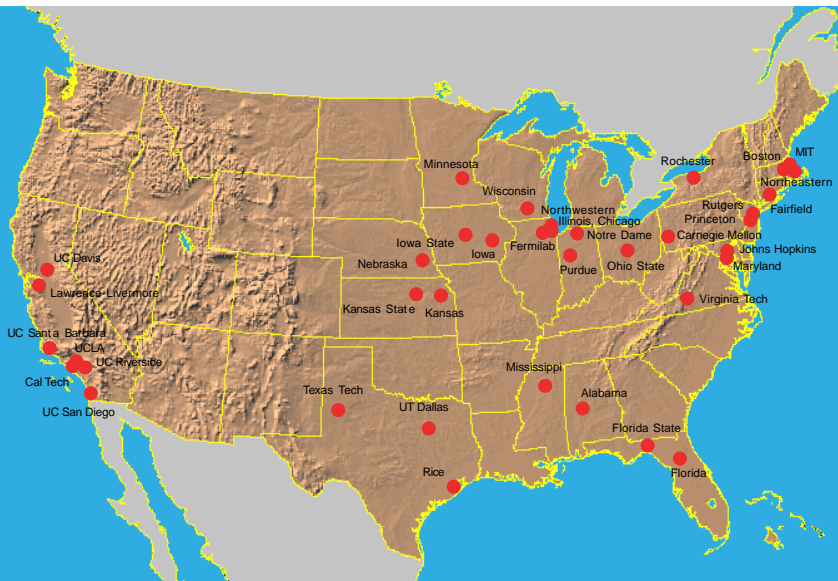 MIT
Boston
Rochester
Minnesota
Northeastern
Wisconsin
Rutgers
Fairfield
Northwestern
Princeton
Illinois, Chicago
Carnegie Mellon
Notre Dame
Iowa State
Fermilab
Johns Hopkins
Iowa
Ohio State
UC Davis
Nebraska
Purdue
Maryland
Lawrence-Livermore
Virginia Tech
Kansas State
Kansas
UC Santa Barbara
UCLA
UC Riverside
Mississippi
Cal Tech
Texas Tech
Alabama
UT Dallas
UC San Diego
Florida State
Rice
Florida